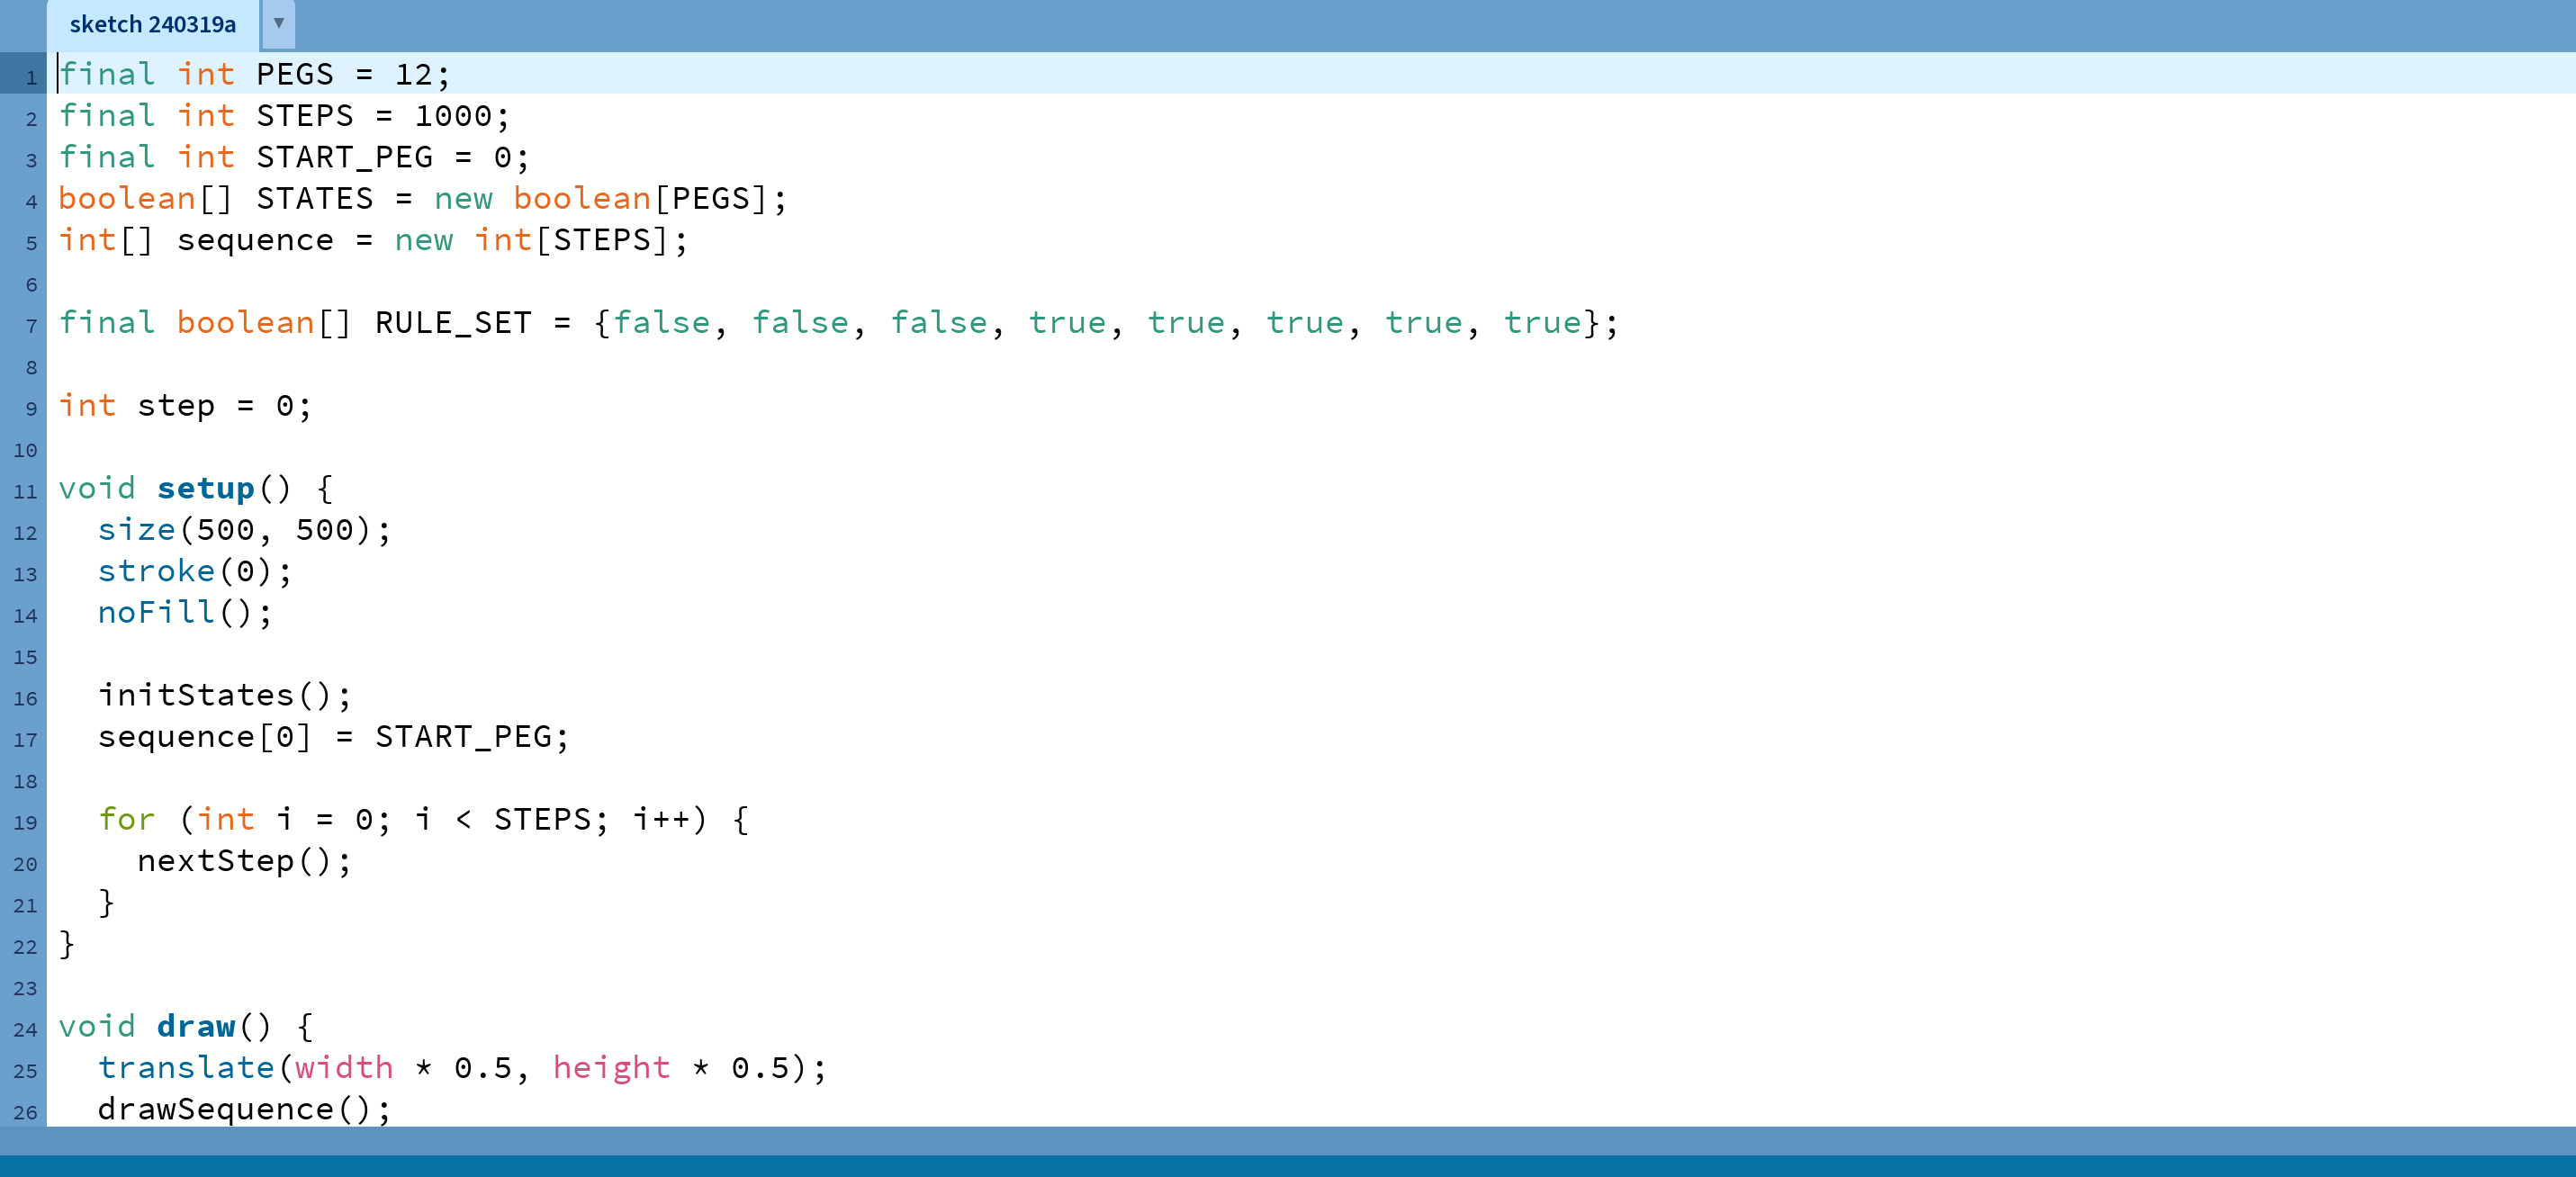 sketch 240319a ▼
1 final int PEGS = 12;
2 final int STEPS = 1000;
3 final int START_PEG = 0;
4 boolean[] STATES = new boolean[PEGS];
5 int[] sequence = new int[STEPS];
6
7 final boolean[] RULE_SET = {false, false, false, true, true, true, true, true};
8
9 int step = 0;
10
11 void setup() {
12   size(500, 500);
13   stroke(0);
14   noFill();
15
16   initStates();
17   sequence[0] = START_PEG;
18
19   for (int i = 0; i < STEPS; i++) {
20     nextStep();
21   }
22 }
23
24 void draw() {
25   translate(width * 0.5, height * 0.5);
26   drawSequence();